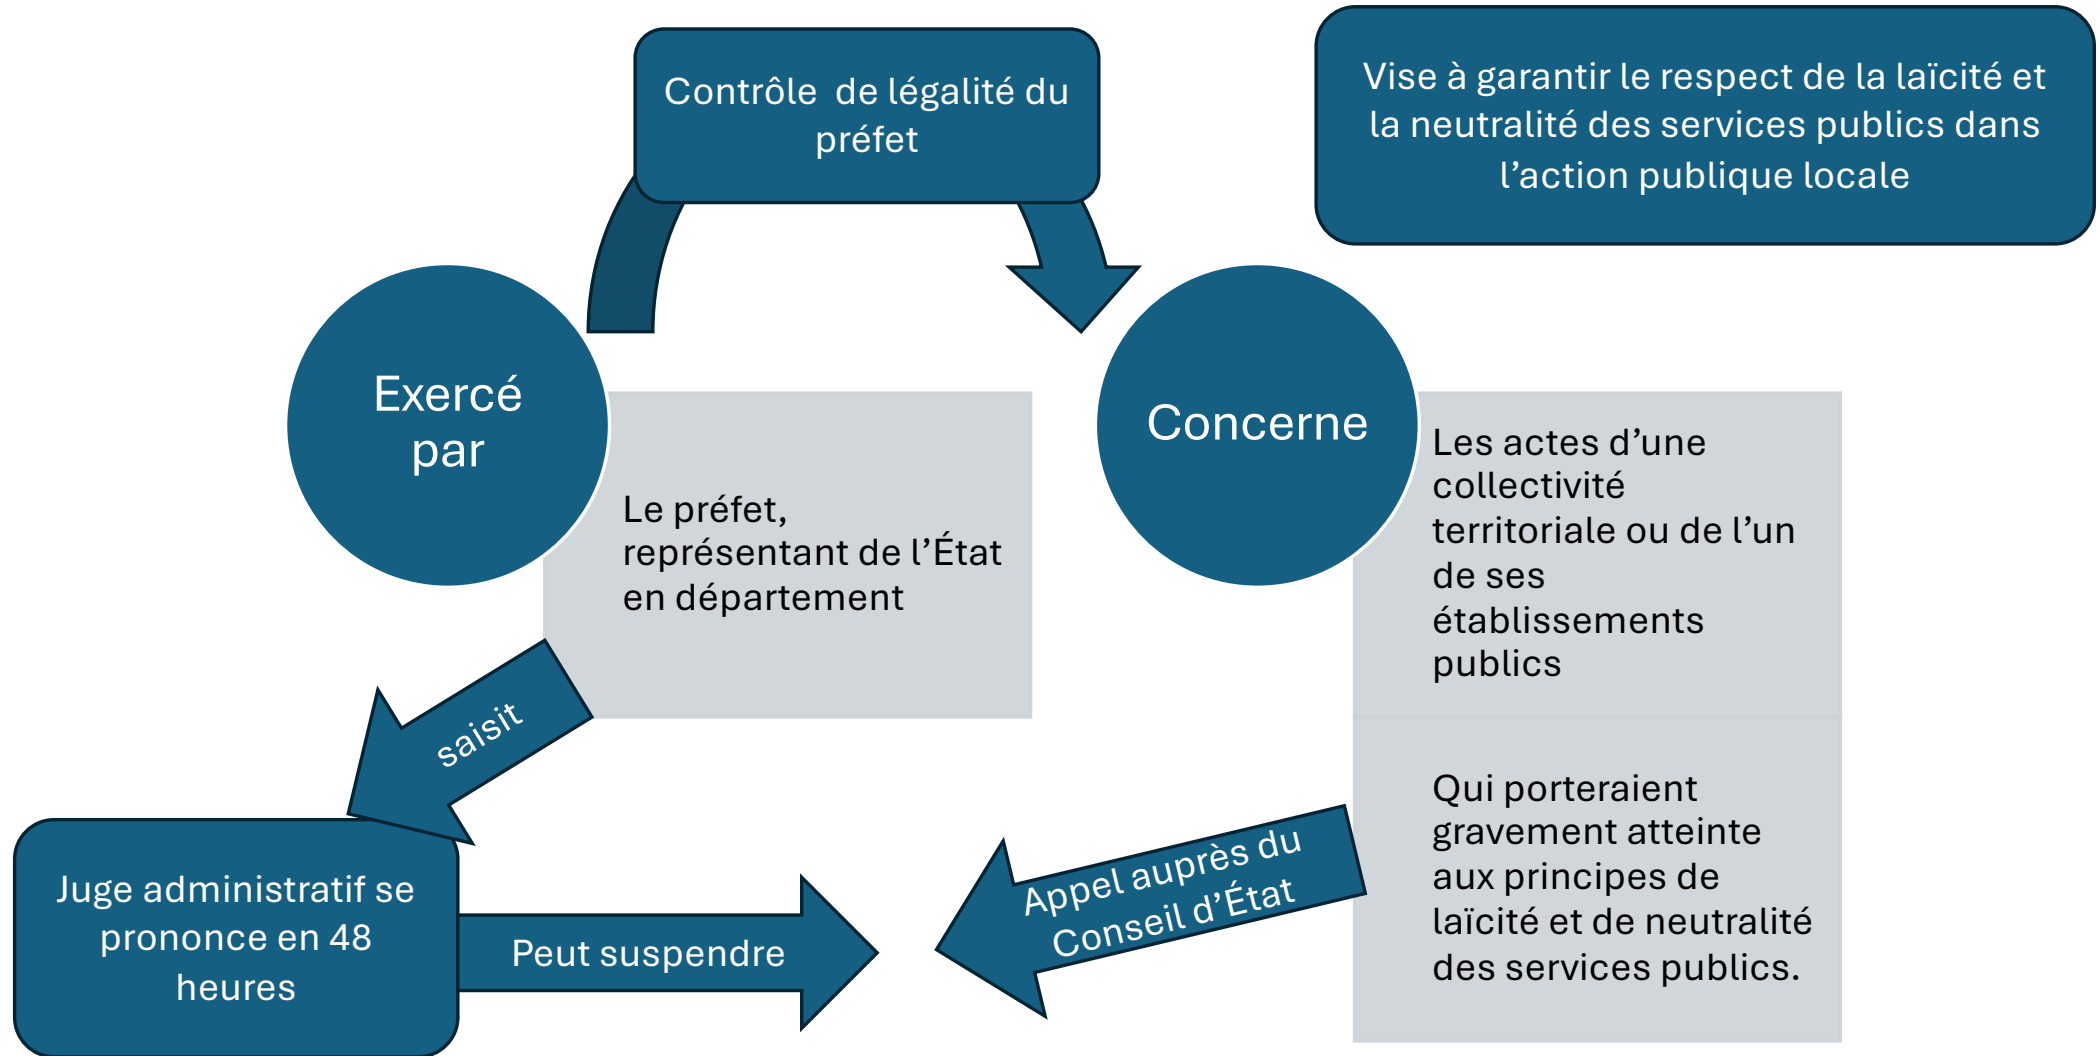 Contrôle de légalité du
préfet
Vise à garantir le respect de la laïcité et
la neutralité des services publics dans
l’action publique locale
Exercé
par
Le préfet,
représentant de l’État
en département
Concerne
Les actes d’une
collectivité
territoriale ou de l’un
de ses
établissements
publics
Qui porteraient
gravement atteinte
aux principes de
laïcité et de neutralité
des services publics.
saisit
Juge administratif se
prononce en 48
heures
Peut suspendre
Appel auprès du
Conseil d’État